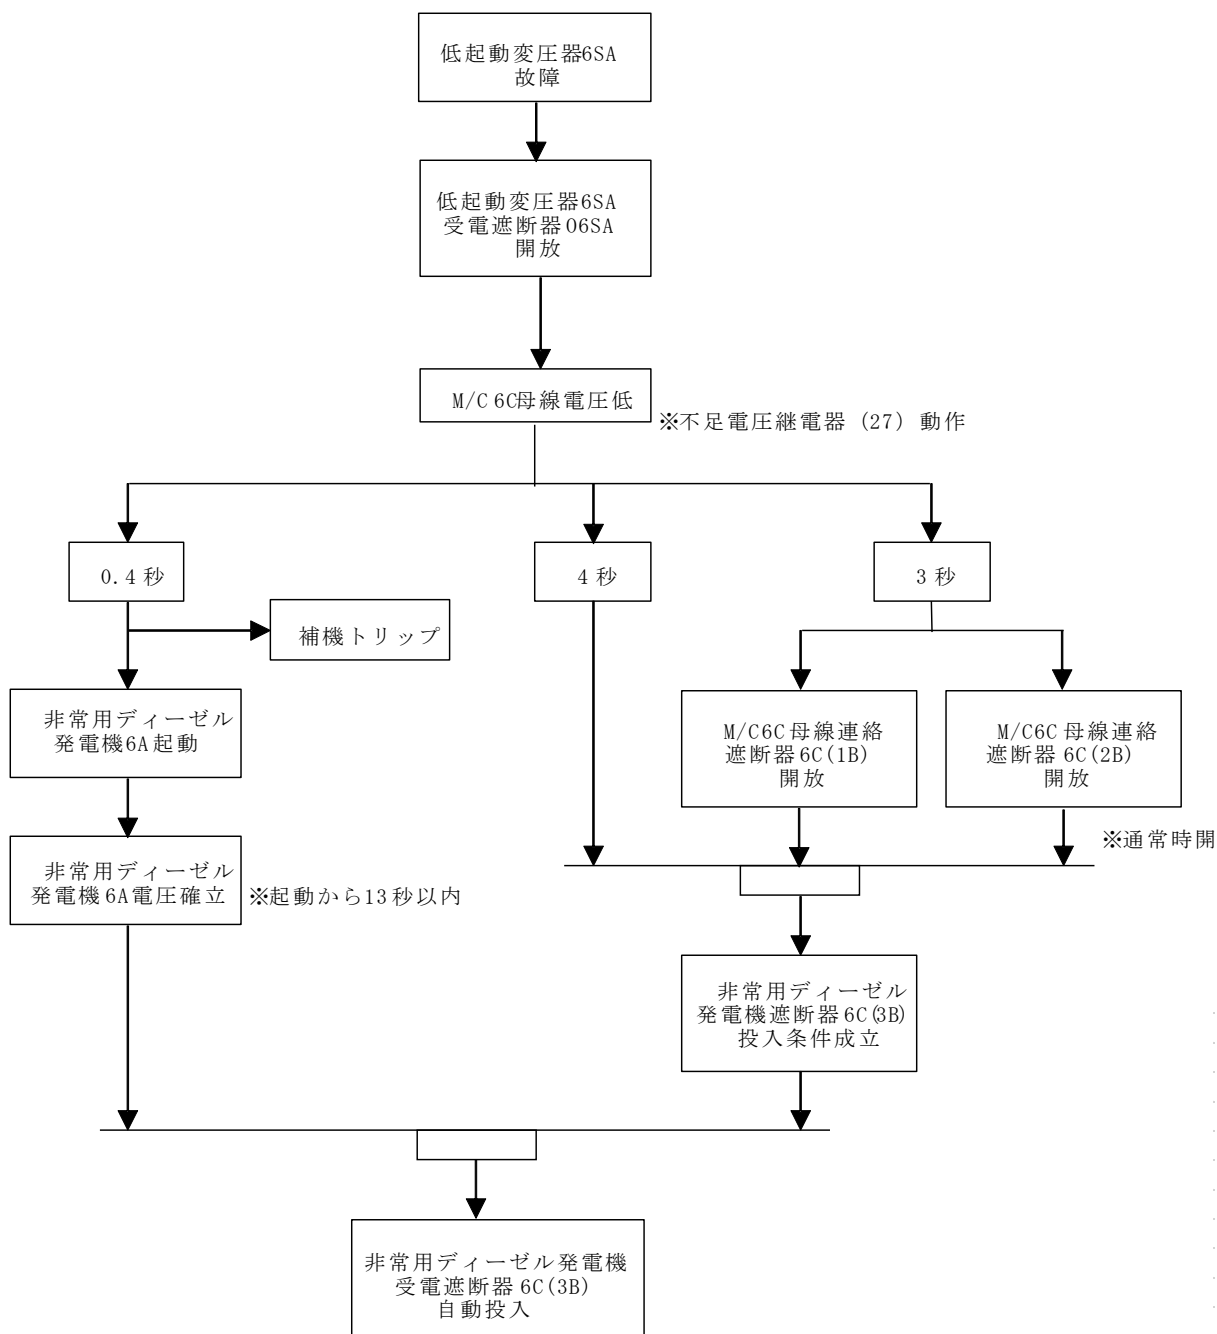 低起動変圧器6SA
故障
低起動変圧器6SA
受電遮断器O6SA
開放
M/C 6C母線電圧低
※不足電圧継電器 (27) 動作
0.4秒
4秒
3秒
補機トリップ
非常用ディーゼル
発電機6A起動
M/C6C母線連絡
遮断器6C(1B)
開放
M/C6C母線連絡
遮断器6C(2B)
開放
※通常時開
非常用ディーゼル
発電機6A電圧確立
※起動から13秒以内
非常用ディーゼル
発電機遮断器6C(3B)
投入条件成立
非常用ディーゼル発電機
受電遮断器6C(3B)
自動投入